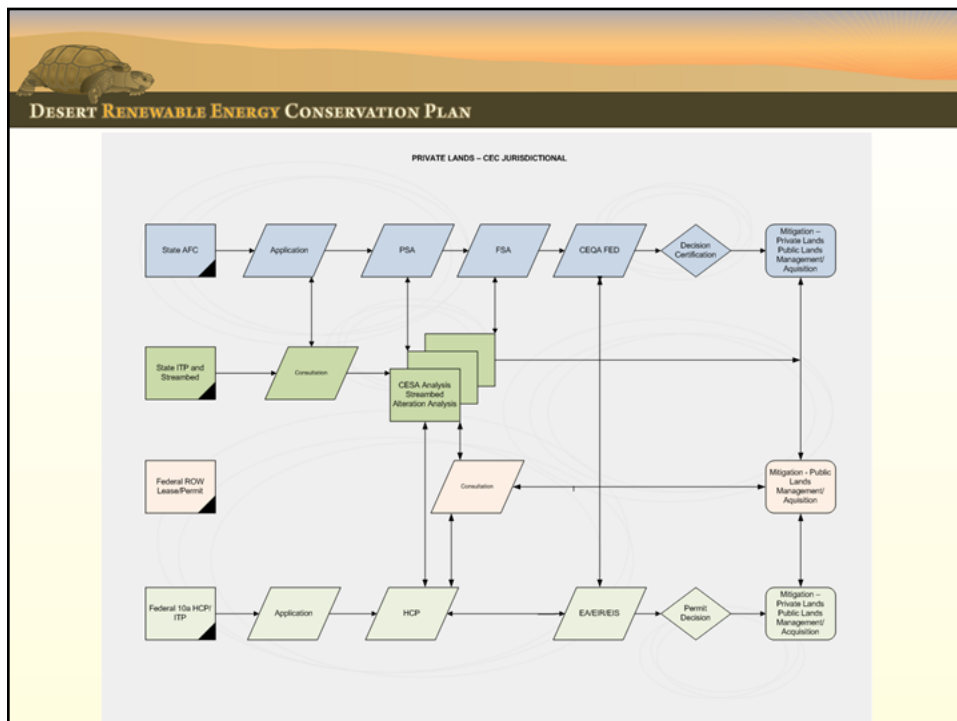 DESERT RENEWABLE ENERGY CONSERVATION PLAN
PRIVATE LANDS – CEC JURISDICTIONAL
State AFC
Application
PSA
FSA
CEQA FED
Decision
Certification
Mitigation –
Private Lands
Public Lands
Management/
Aquisition
State ITP and
Streambed
Consultation
CESA Analysis
Streambed
Alteration Analysis
Federal ROW
Lease/Permit
Consultation
Mitigation - Public
Lands
Management/
Aquisition
Federal 10a HCP/
ITP
Application
HCP
EA/EIR/EIS
Permit
Decision
Mitigation –
Private Lands
Public Lands
Management/
Acquisition